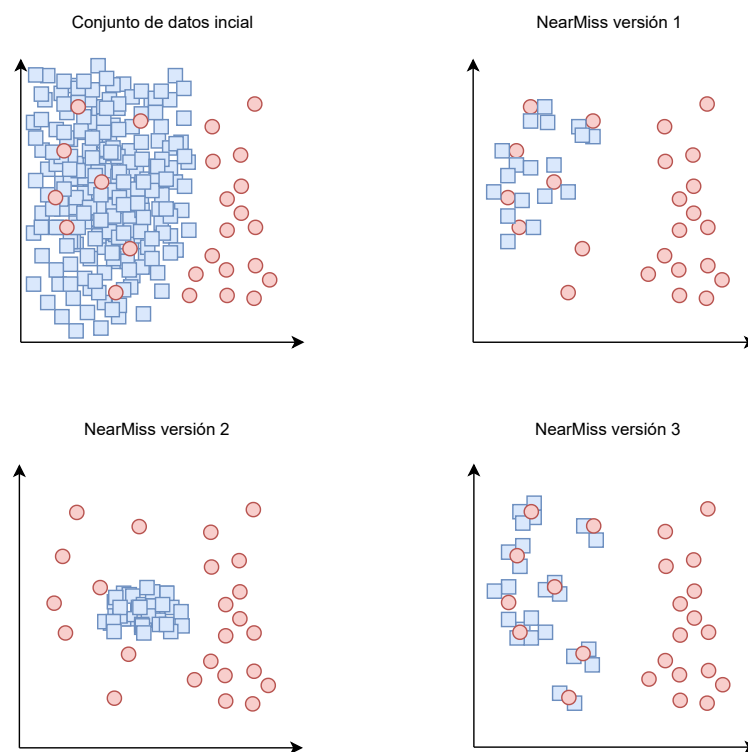 Conjunto de datos incial
NearMiss versión 1
NearMiss versión 2
NearMiss versión 3